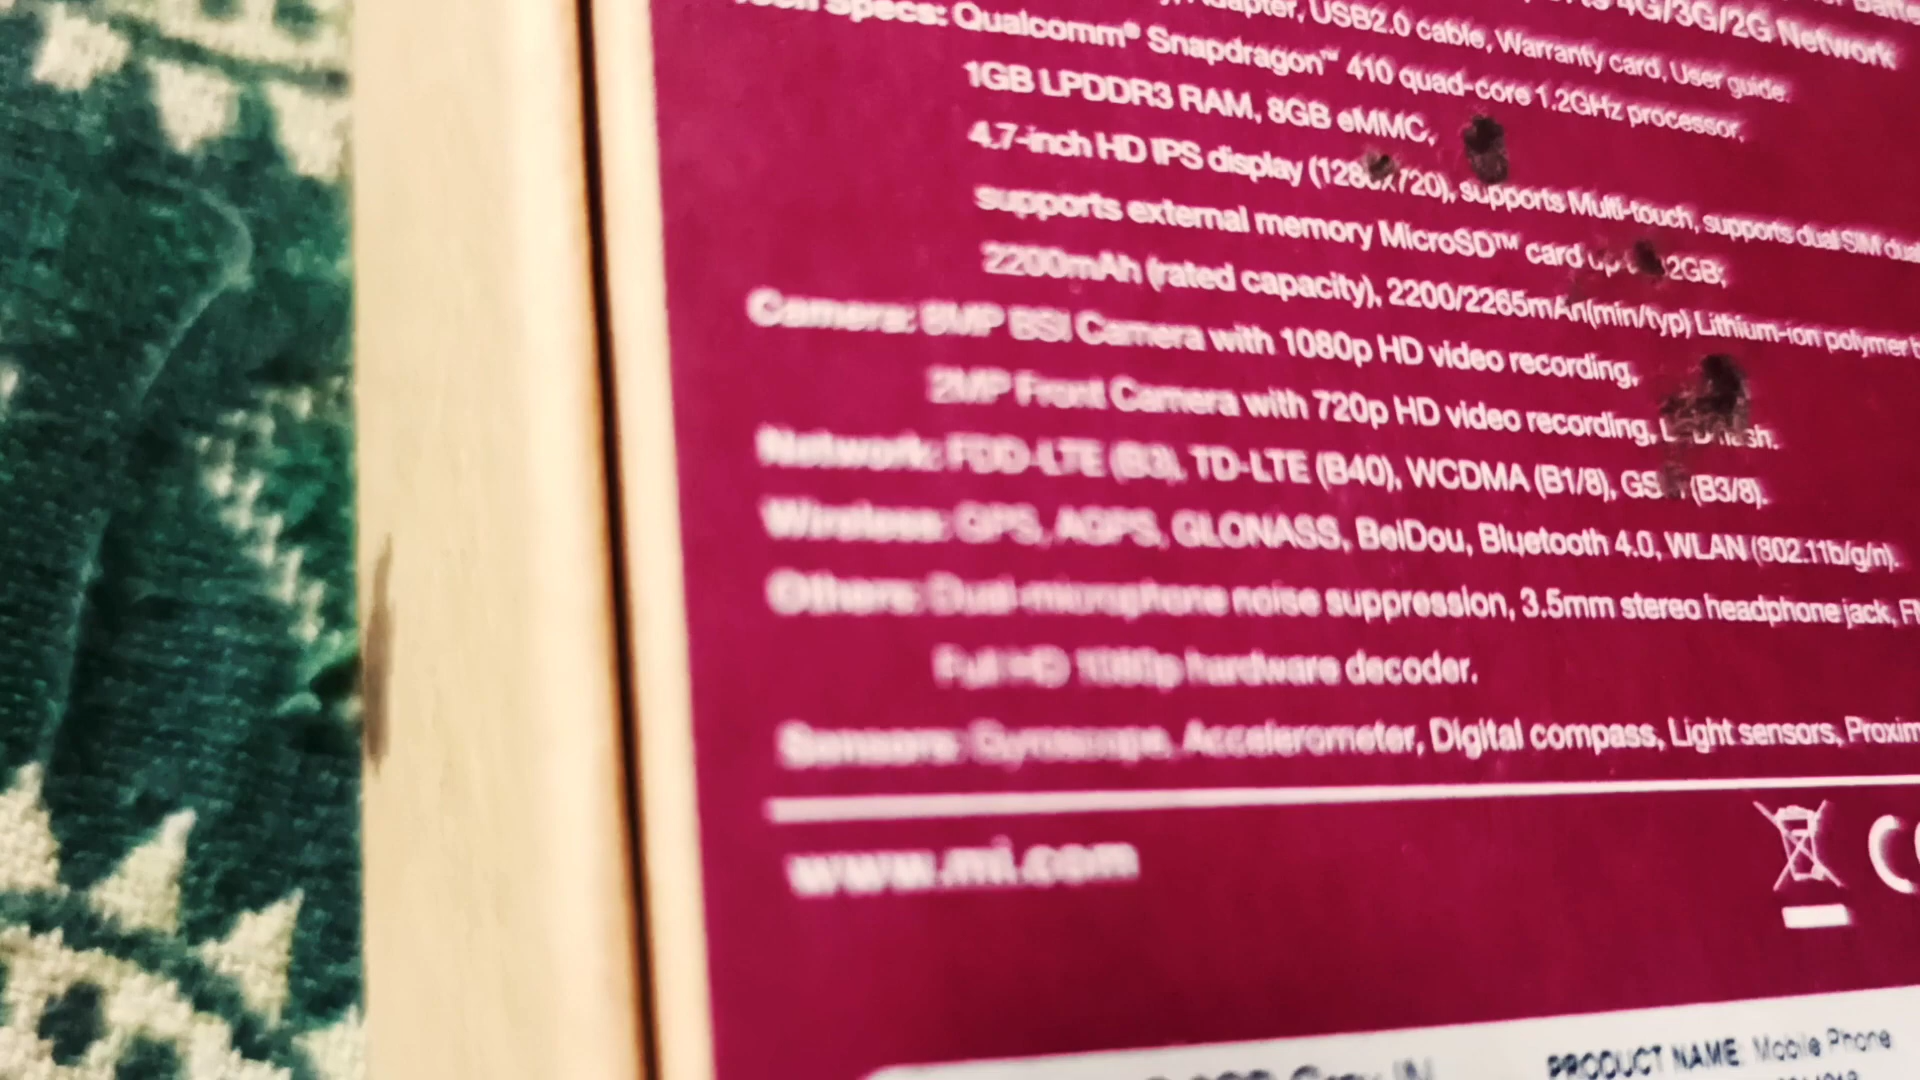 4G/3G/2G Network
Adapter, USB2.0 cable, Warranty card, User guide.
Tech Specs: Qualcomm® Snapdragon™ 410 quad-core 1.2GHz processor,
1GB LPDDR3 RAM, 8GB eMMC,
4.7-inch HD IPS display (1280x720), supports Multi-touch, supports dual SIM
supports external memory MicroSD™ card 2GB;
2200mAh (rated capacity), 2200/2265mAh(min/typ) Lithium-ion polymer
Camera: 8MP BSI Camera with 1080p HD video recording,
2MP Front Camera with 720p HD video recording,
Network: FDD-LTE (B3), TD-LTE (B40), WCDMA (B1/8), (B3/8).
Wireless: GPS, AGPS, GLONASS, BeiDou, Bluetooth 4.0, WLAN (802.11b/g/n).
Others: Dual-microphone noise suppression, 3.5mm stereo headphone jack,
Full HD 1080p hardware decoder.
Sensors: Gyroscope, Accelerometer, Digital compass, Light sensors,
www.mi.com
PRODUCT NAME: Mobile Phone